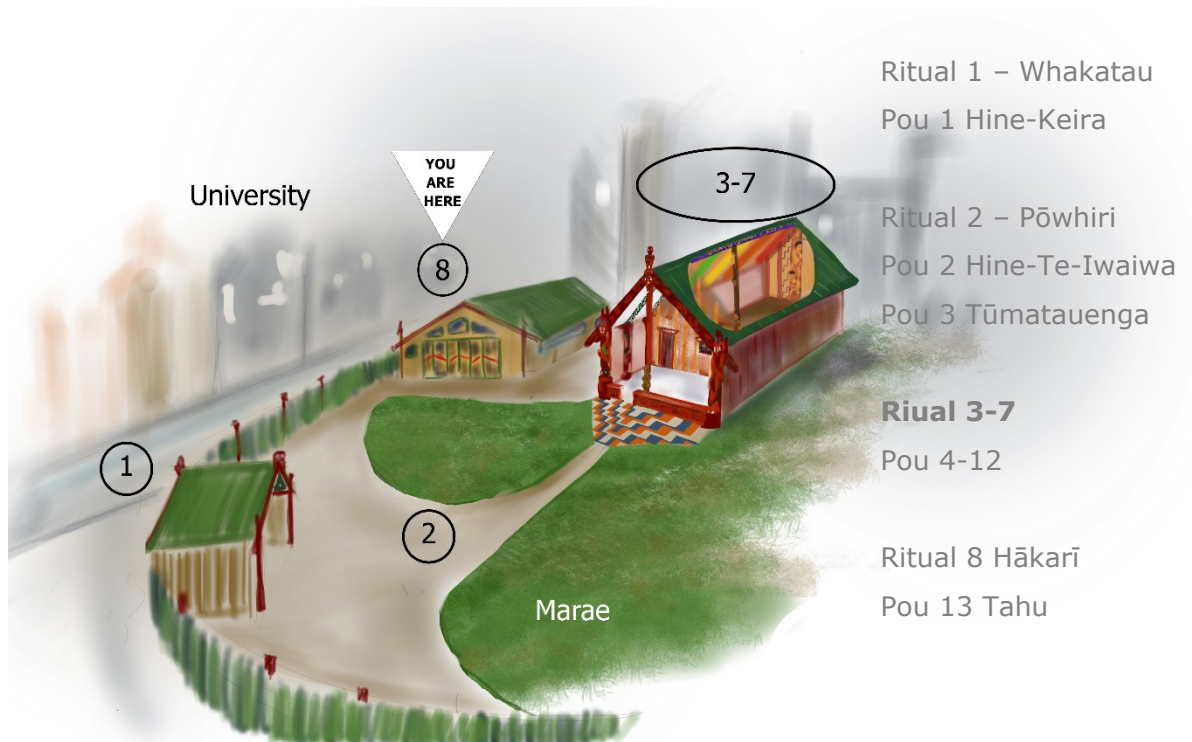 Ritual 1 – Whakatau
Pou 1 Hine-Keira
University
YOU
ARE
HERE
3-7
8
Ritual 2 – Pōwhiri
Pou 2 Hine-Te-Iwaiwa
Pou 3 Tūmatauenga
Riual 3-7
Pou 4-12
1
2
Marae
Ritual 8 Hākarī
Pou 13 Tahu